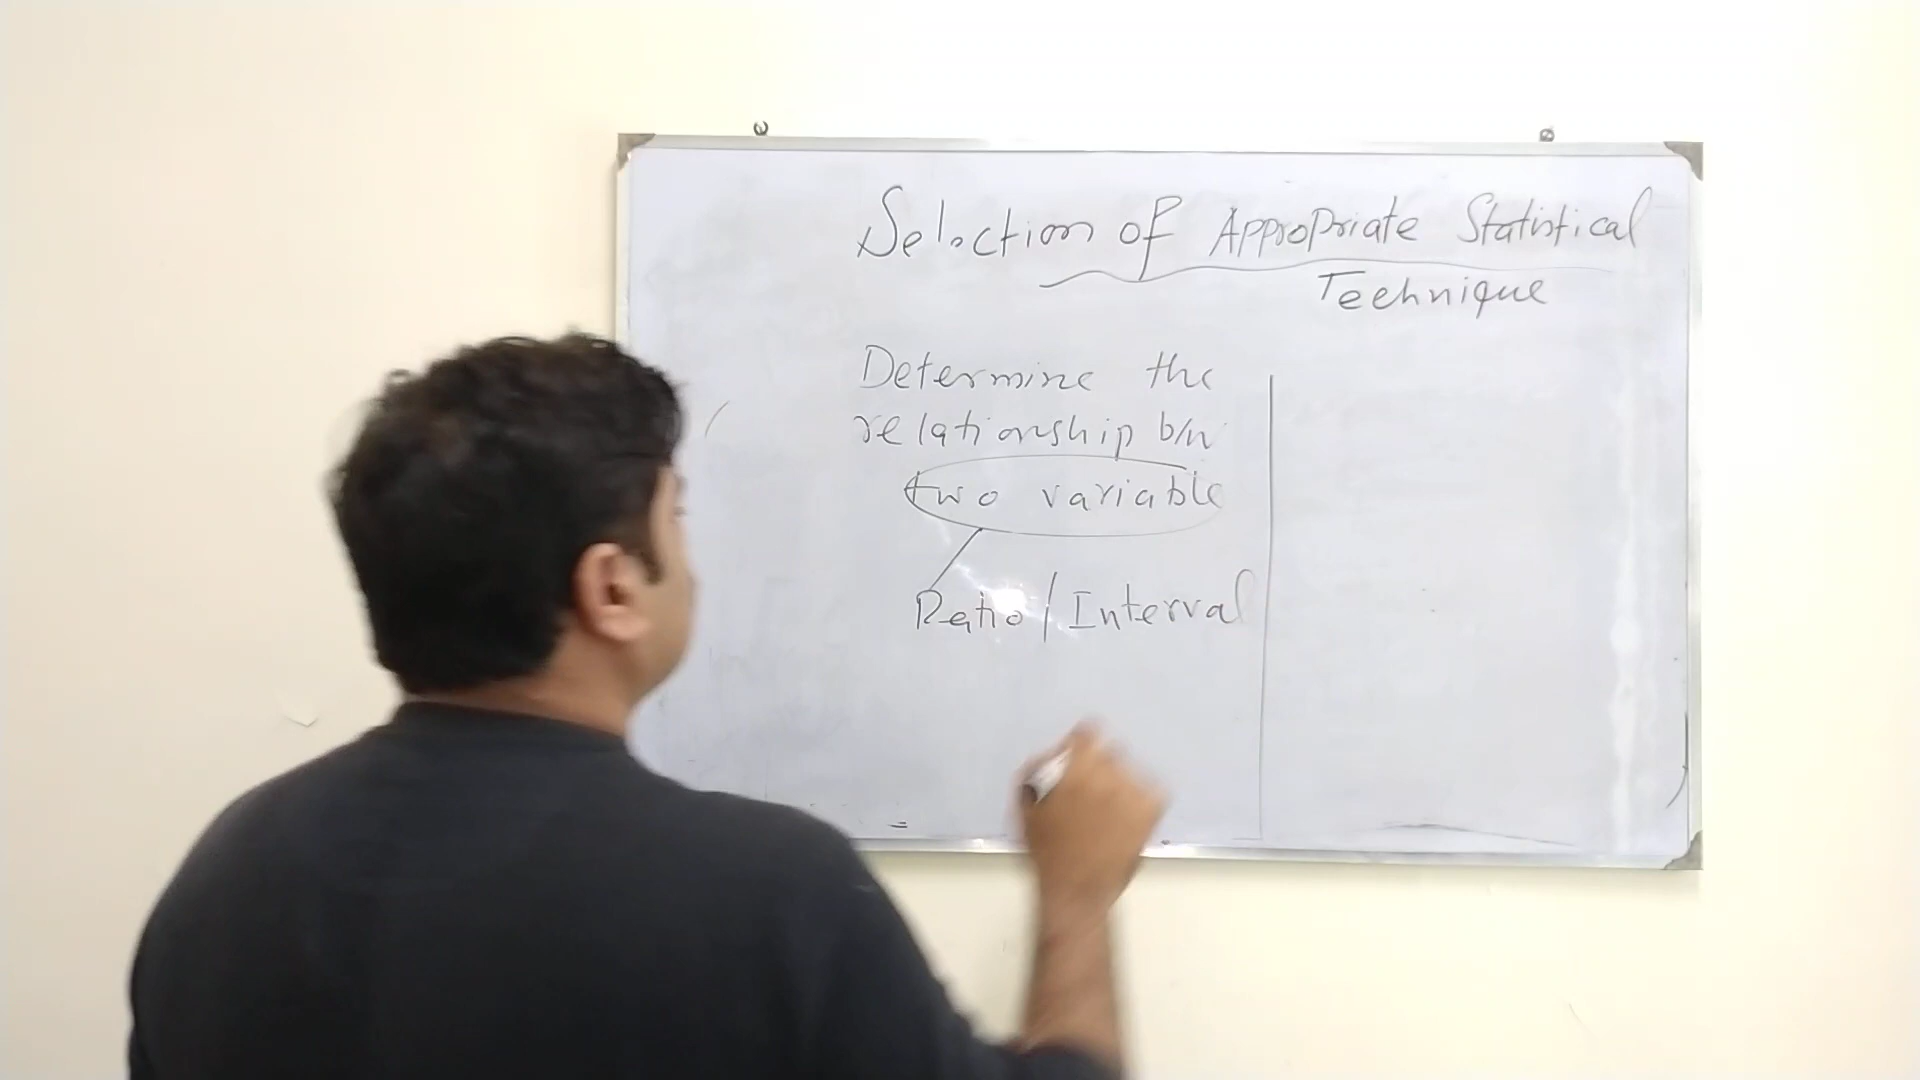 Selection of Appropriate Statistical
Technique
Determine the
relationship b/n
two variable
Ratio / Interval